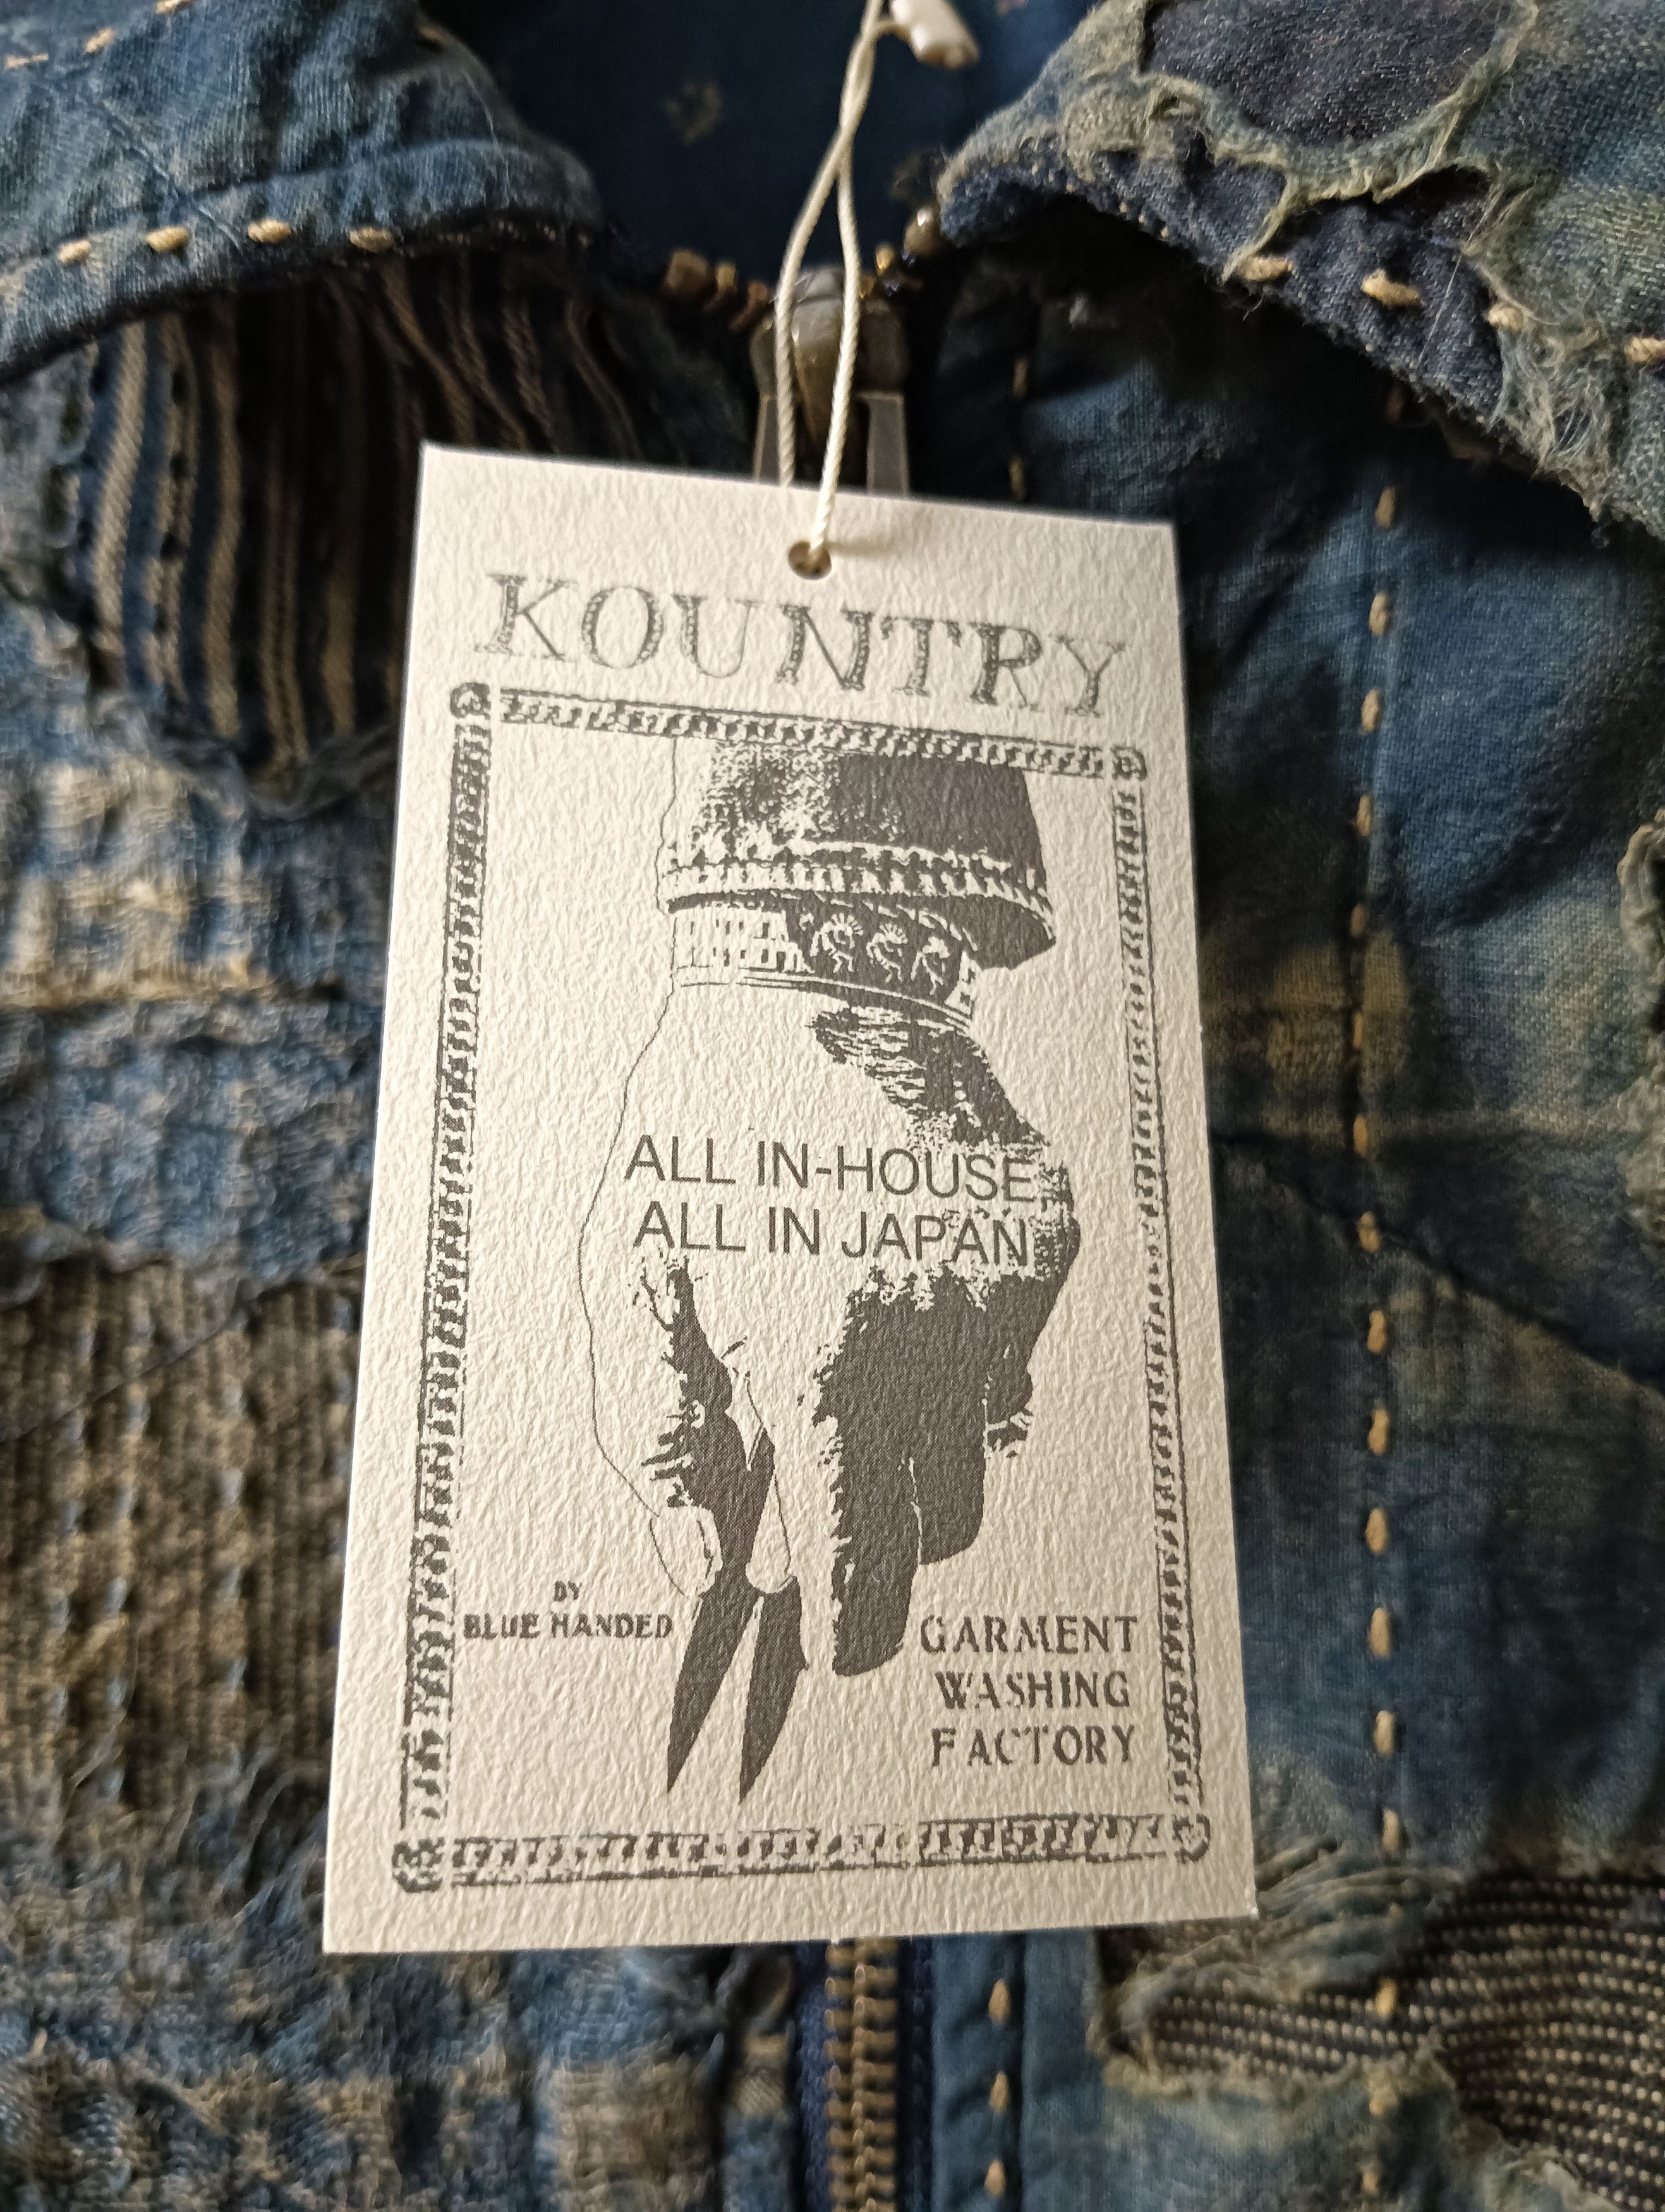 KOUNTRY
ALL IN-HOUSE
ALL IN JAPAN
BY
BLUE HANDED
GARMENT
WASHING
FACTORY